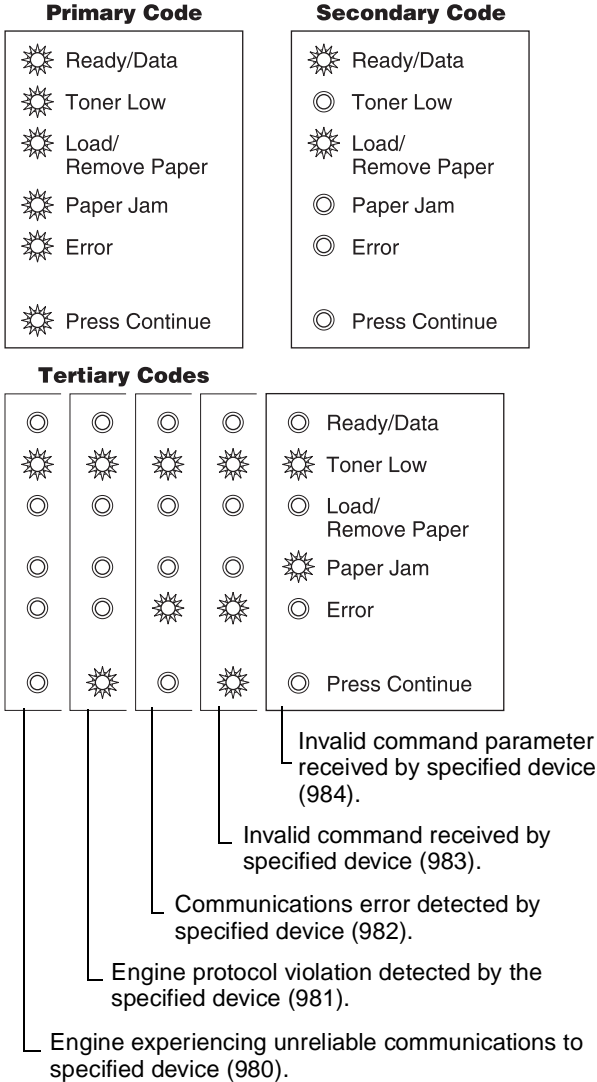 Primary Code
Secondary Code
Ready/Data
Toner Low
Load/
Remove Paper
Paper Jam
Error
Press Continue
Ready/Data
Toner Low
Load/
Remove Paper
Paper Jam
Error
Press Continue
Tertiary Codes
Ready/Data
Toner Low
Load/
Remove Paper
Paper Jam
Error
Press Continue
Invalid command parameter
received by specified device
(984).
Invalid command received by
specified device (983).
Communications error detected by
specified device (982).
Engine protocol violation detected by the
specified device (981).
Engine experiencing unreliable communications to
specified device (980).